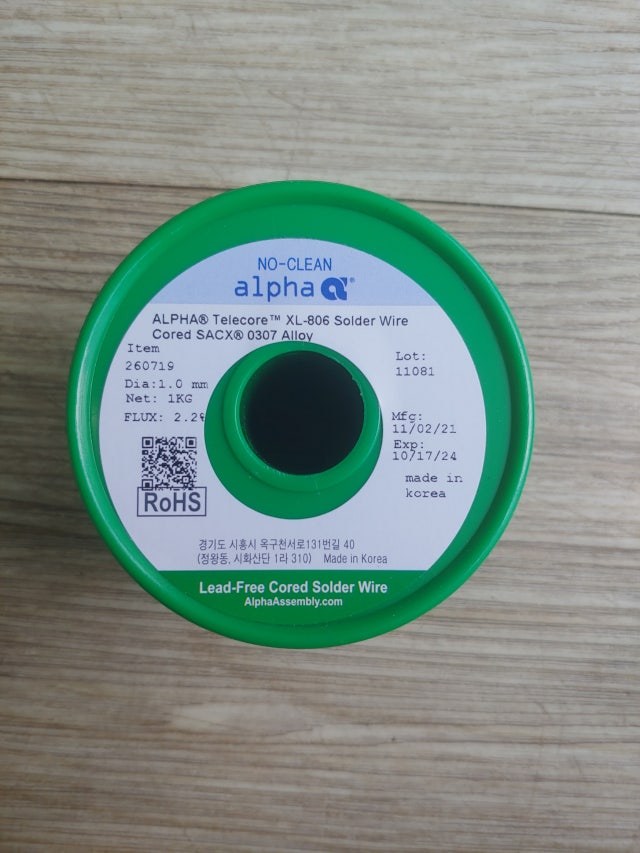 NO-CLEAN
alpha®
ALPHA® Telecore™ XL-806 Solder Wire
Cored SACX® 0307 Alloy
Item
260719
Dia:1.0 mm
Net: 1KG
FLUX: 2.2%
RoHS
Lot:
11081
Mfg:
11/02/21
Exp:
10/17/24
made in
korea
경기도 시흥시 옥구천서로131번길 40
(정왕동, 시화산단 1라 310) Made in Korea
Lead-Free Cored Solder Wire
AlphaAssembly.com